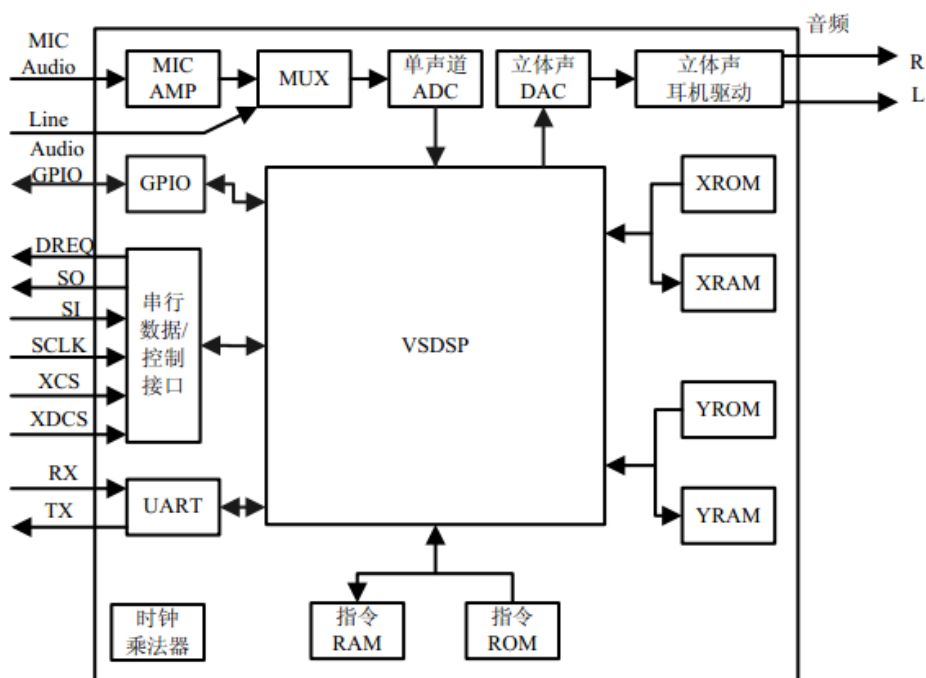 音频
MIC
Audio
MIC
AMP
MUX
单声道
ADC
立体声
DAC
立体声
耳机驱动
R
L
Line
Audio
GPIO
GPIO
XROM
XRAM
DREQ
SO
SI
SCLK
XCS
XDCS
串行
数据/
控制
接口
VSDSP
YROM
YRAM
RX
TX
UART
时钟
乘法器
指令
RAM
指令
ROM